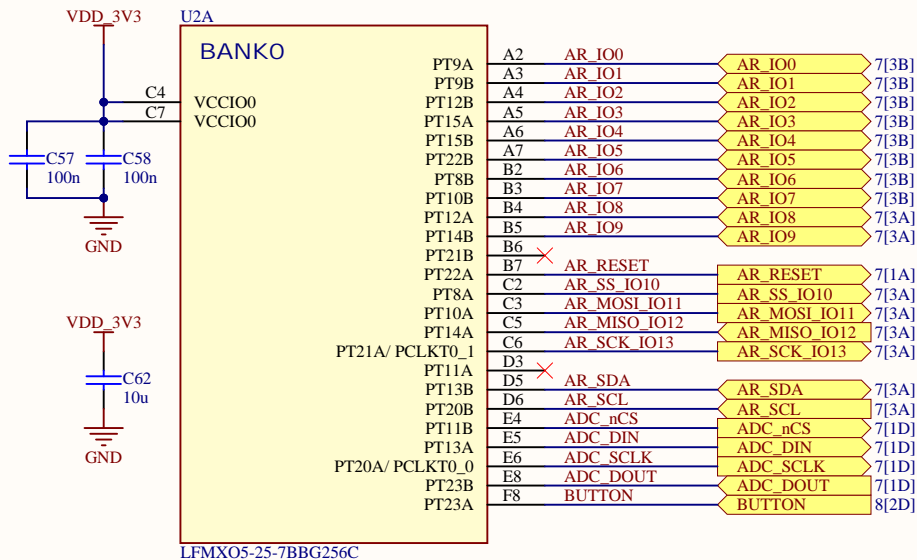 VDD_3V3
U2A
BANK0
C4 VCCIO0
C7 VCCIO0
C57
100n
C58
100n
GND
VDD_3V3
C62
10u
GND
PT9A A2 AR_IO0 AR_IO0 7[3B]
PT9B A3 AR_IO1 AR_IO1 7[3B]
PT12B A4 AR_IO2 AR_IO2 7[3B]
PT15A A5 AR_IO3 AR_IO3 7[3B]
PT15B A6 AR_IO4 AR_IO4 7[3B]
PT22B A7 AR_IO5 AR_IO5 7[3B]
PT8B B2 AR_IO6 AR_IO6 7[3B]
PT10B B3 AR_IO7 AR_IO7 7[3B]
PT12A B4 AR_IO8 AR_IO8 7[3A]
PT14B B5 AR_IO9 AR_IO9 7[3A]
PT21B B6
PT22A B7 AR_RESET AR_RESET 7[1A]
PT8A C2 AR_SS_IO10 AR_SS_IO10 7[3A]
PT10A C3 AR_MOSI_IO11 AR_MOSI_IO11 7[3A]
PT14A C5 AR_MISO_IO12 AR_MISO_IO12 7[3A]
PT21A/ PCLKT0_1 C6 AR_SCK_IO13 AR_SCK_IO13 7[3A]
PT11A D3
PT13B D5 AR_SDA AR_SDA 7[3A]
PT20B D6 AR_SCL AR_SCL 7[3A]
PT11B E4 ADC_nCS ADC_nCS 7[1D]
PT13A E5 ADC_DIN ADC_DIN 7[1D]
PT20A/ PCLKT0_0 E6 ADC_SCLK ADC_SCLK 7[1D]
PT23B E8 ADC_DOUT ADC_DOUT 7[1D]
PT23A F8 BUTTON BUTTON 8[2D]
LFMXO5-25-7BBG256C